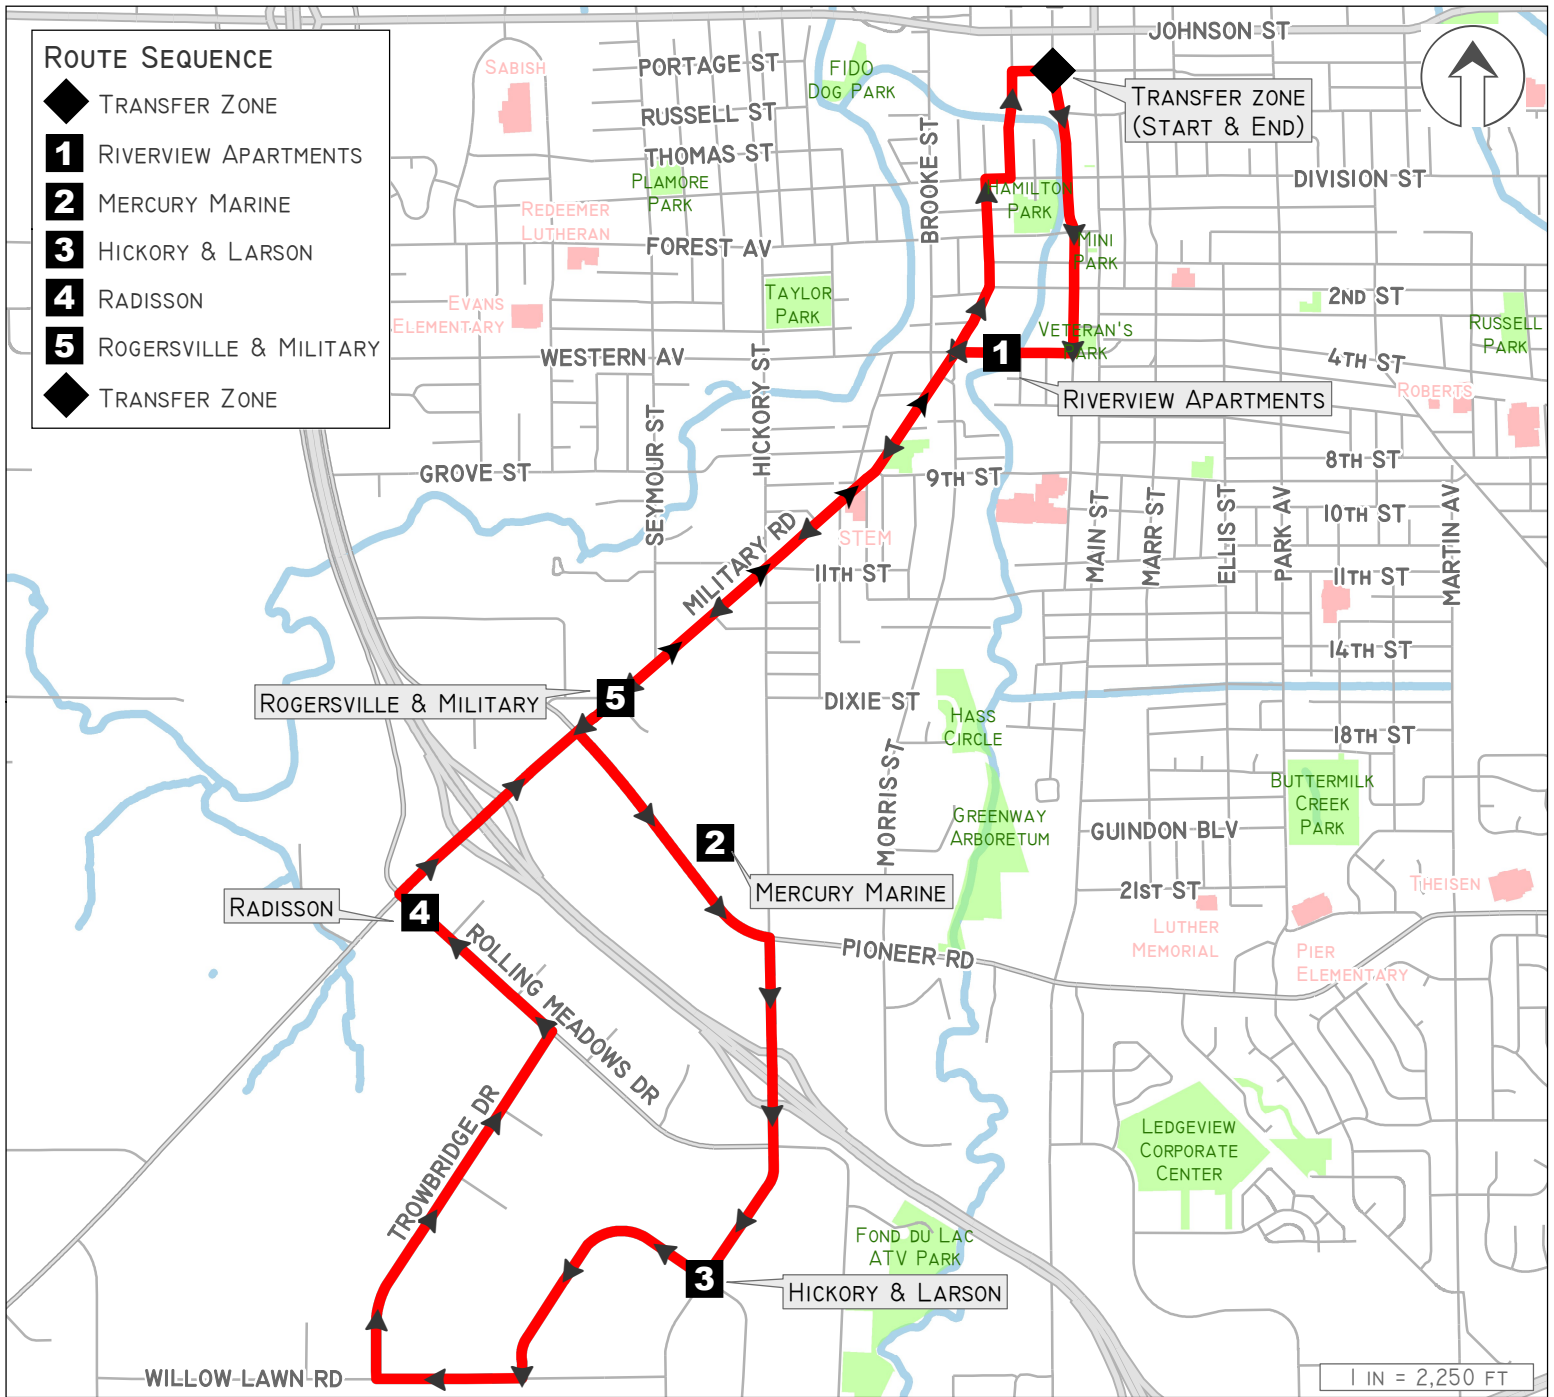 ROUTE SEQUENCE
TRANSFER ZONE
1 RIVERVIEW APARTMENTS
2 MERCURY MARINE
3 HICKORY & LARSON
4 RADISSON
5 ROGERSVILLE & MILITARY
TRANSFER ZONE
JOHNSON ST
SABISH
PORTAGE ST
FIDO
DOG PARK
TRANSFER ZONE
(START & END)
RUSSELL ST
THOMAS ST
BROOKE ST
PLAMORE
PARK
HAMILTON
PARK
DIVISION ST
REDEEMER
LUTHERAN
FOREST AV
MINI
PARK
EVANS
ELEMENTARY
TAYLOR
PARK
2ND ST
RUSSELL
PARK
WESTERN AV
HICKORY ST
1
VETERAN'S
PARK
4TH ST
ROBERTS
RIVERVIEW APARTMENTS
SEYMOUR ST
GROVE ST
9TH ST
8TH ST
MILITARY RD
STEM
11TH ST
MAIN ST
MARR ST
ELLIS ST
PARK AV
10TH ST
11TH ST
MARTIN AV
14TH ST
ROGERSVILLE & MILITARY
5
DIXIE ST
HASS
CIRCLE
18TH ST
MORRIS ST
BUTTERMILK
CREEK
PARK
GREENWAY
ARBORETUM
GUINDON BLV
2
MERCURY MARINE
21ST ST
THEISEN
RADISSON
4
ROLLING MEADOWS DR
PIONEER RD
LUTHER
MEMORIAL
PIER
ELEMENTARY
TROWBRIDGE DR
LEDGEVIEW
CORPORATE
CENTER
FOND DU LAC
ATV PARK
3
HICKORY & LARSON
WILLOW LAWN RD
1 IN = 2,250 FT